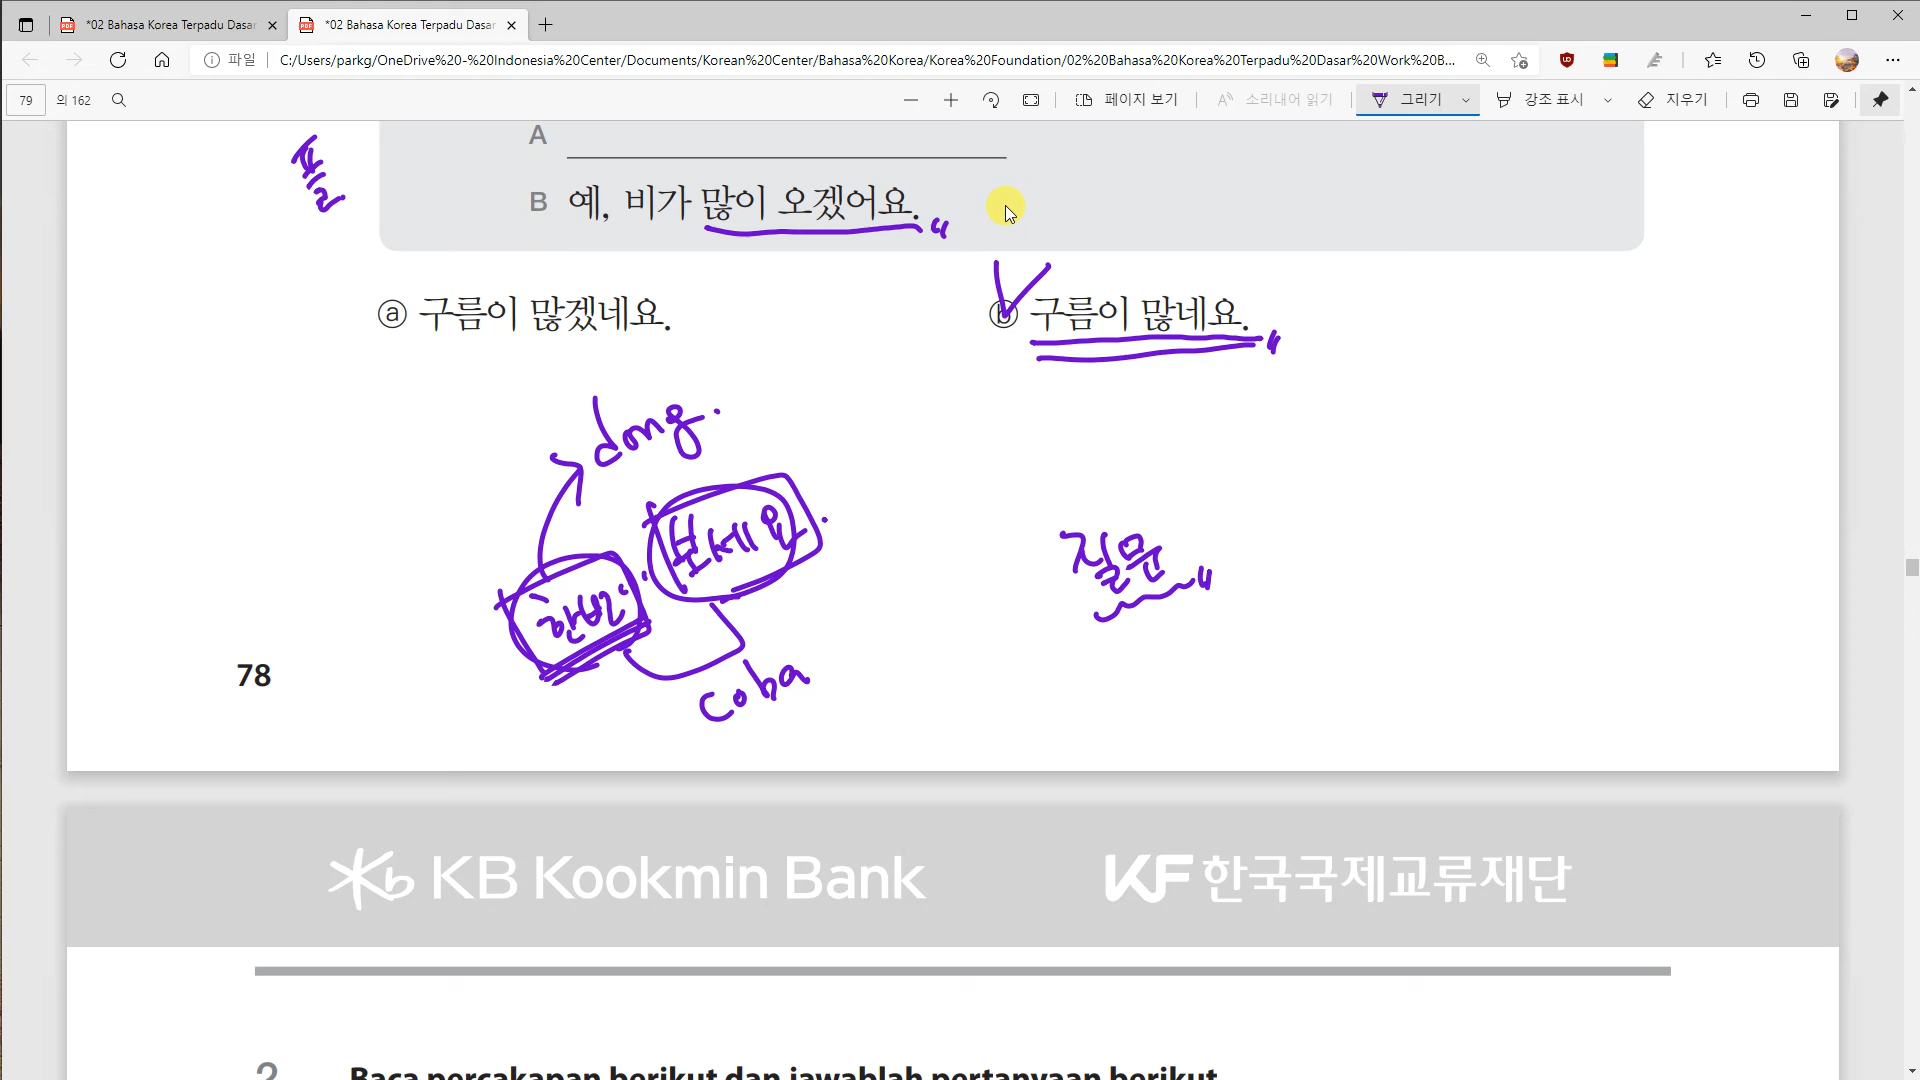 *02 Bahasa Korea Terpadu Dasar
*02 Bahasa Korea Terpadu Dasar
파일
C:/Users/parkg/OneDrive%20-%20Indonesia%20Center/Documents/Korean%20Center/Bahasa%20Korea/Korea%20Foundation/02%20Bahasa%20Korea%20Terpadu%20Dasar%20Work%20B...
79 의 162
페이지 보기
소리내어 읽기
그리기
강조 표시
지우기
A
B 예, 비가 많이 오겠어요.
ⓐ 구름이 많겠네요.
ⓑ 구름이 많네요.
dong.
한번
보세요.
질문
coba
78
KB Kookmin Bank
KF 한국국제교류재단
2 Baca percakapan berikut dan jawablah pertanyaan berikut